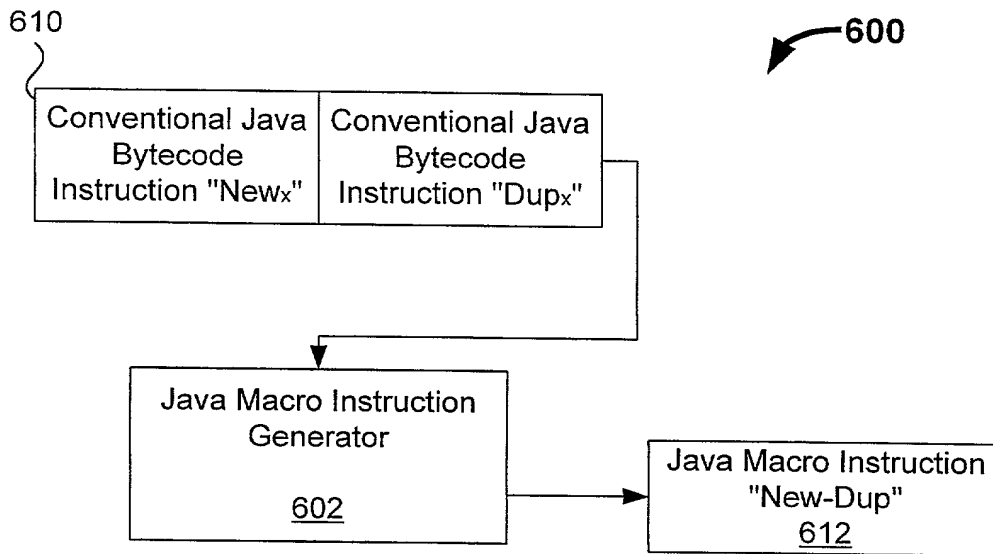 610
600
Conventional Java
Bytecode
Instruction "Newx"
Conventional Java
Bytecode
Instruction "Dupx"
Java Macro Instruction
Generator
602
Java Macro Instruction
"New-Dup"
612